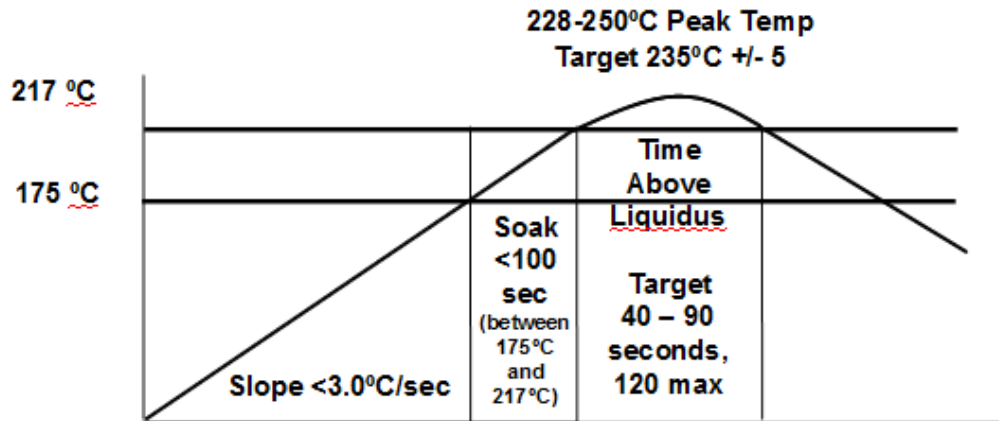 228-250⁰C Peak Temp
Target 235⁰C +/- 5
217 ⁰C
175 ⁰C
Time
Above
Liquidus
Target
40 – 90
seconds,
120 max
Soak
<100
sec
(between
175⁰C
and
217⁰C)
Slope <3.0⁰C/sec